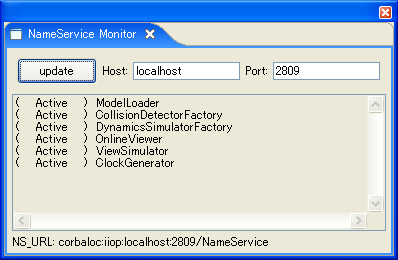 NameService Monitor
update Host: localhost Port: 2809
( Active ) ModelLoader
( Active ) CollisionDetectorFactory
( Active ) DynamicsSimulatorFactory
( Active ) OnlineViewer
( Active ) ViewSimulator
( Active ) ClockGenerator
NS_URL: corbaloc:iiop:localhost:2809/NameService